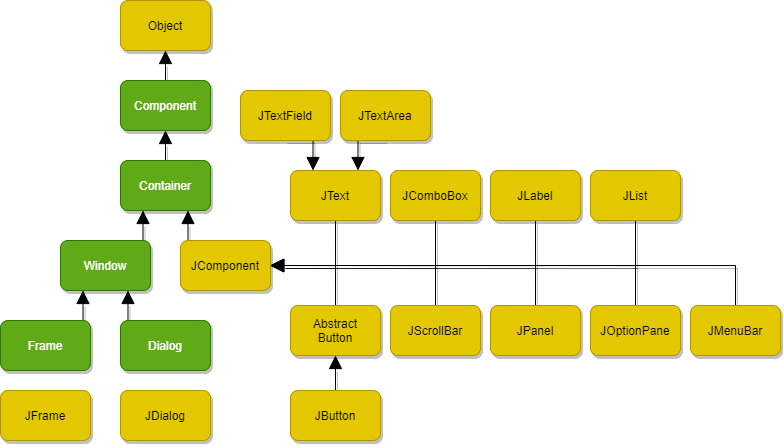 Object
Component
Container
Window
JComponent
Frame
Dialog
JFrame
JDialog
JTextField
JTextArea
JText
JComboBox
JLabel
JList
Abstract
Button
JScrollBar
JPanel
JOptionPane
JMenuBar
JButton